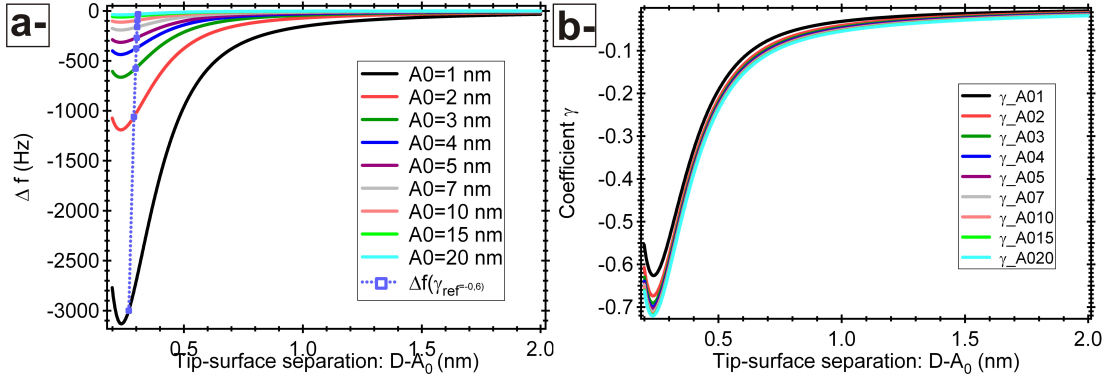 a-
0
-500
-1000
-1500
-2000
-2500
-3000
Δ f (Hz)
A0=1 nm
A0=2 nm
A0=3 nm
A0=4 nm
A0=5 nm
A0=7 nm
A0=10 nm
A0=15 nm
A0=20 nm
Δf(γref=-0,6)
0.5 1.0 1.5 2.0
Tip-surface separation: D-A0 (nm)
b-
-0.1
-0.2
-0.3
-0.4
-0.5
-0.6
-0.7
Coefficient γ
γ_A01
γ_A02
γ_A03
γ_A04
γ_A05
γ_A07
γ_A010
γ_A015
γ_A020
0.5 1.0 1.5 2.0
Tip-surface separation: D-A0 (nm)